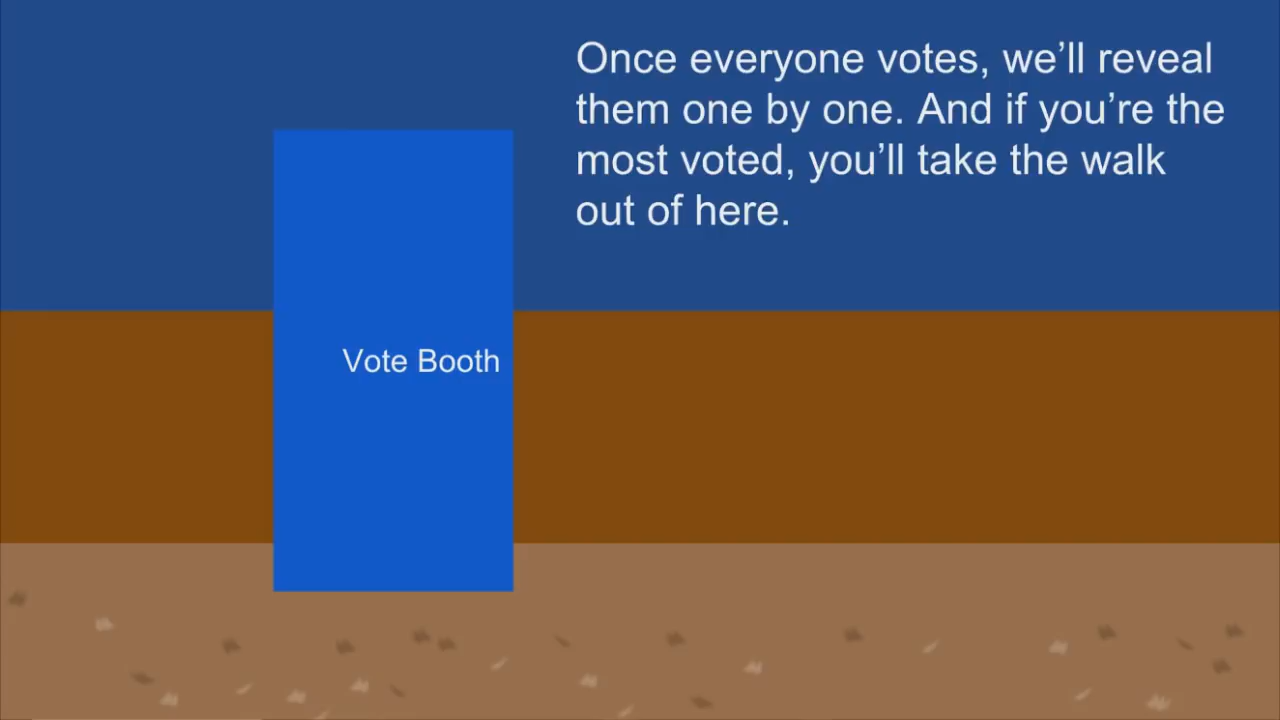 Once everyone votes, we’ll reveal
them one by one. And if you’re the
most voted, you’ll take the walk
out of here.
Vote Booth